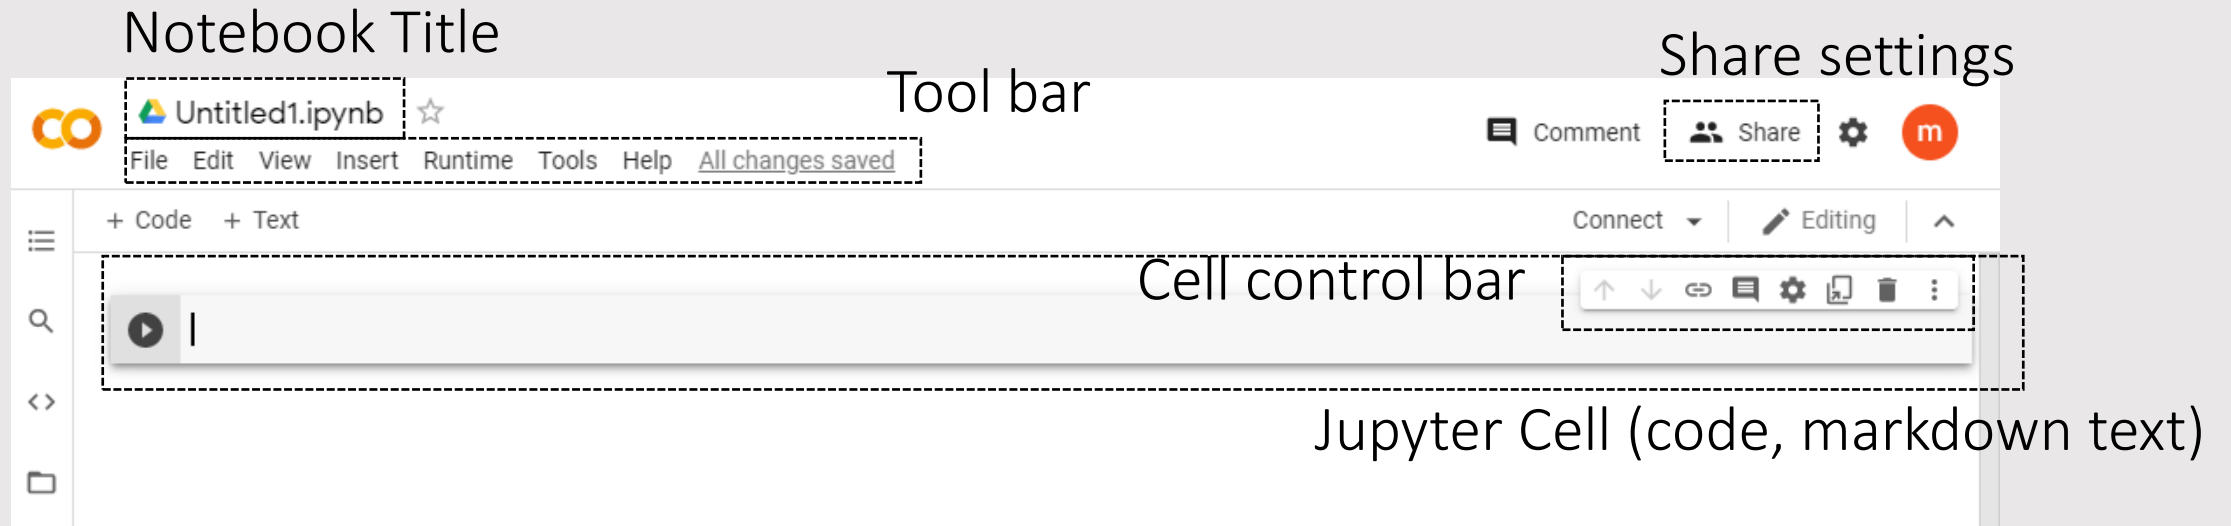 Notebook Title
Share settings
Tool bar
Untitled1.ipynb
Comment Share m
File Edit View Insert Runtime Tools Help All changes saved
+ Code + Text Connect Editing
Cell control bar
Jupyter Cell (code, markdown text)